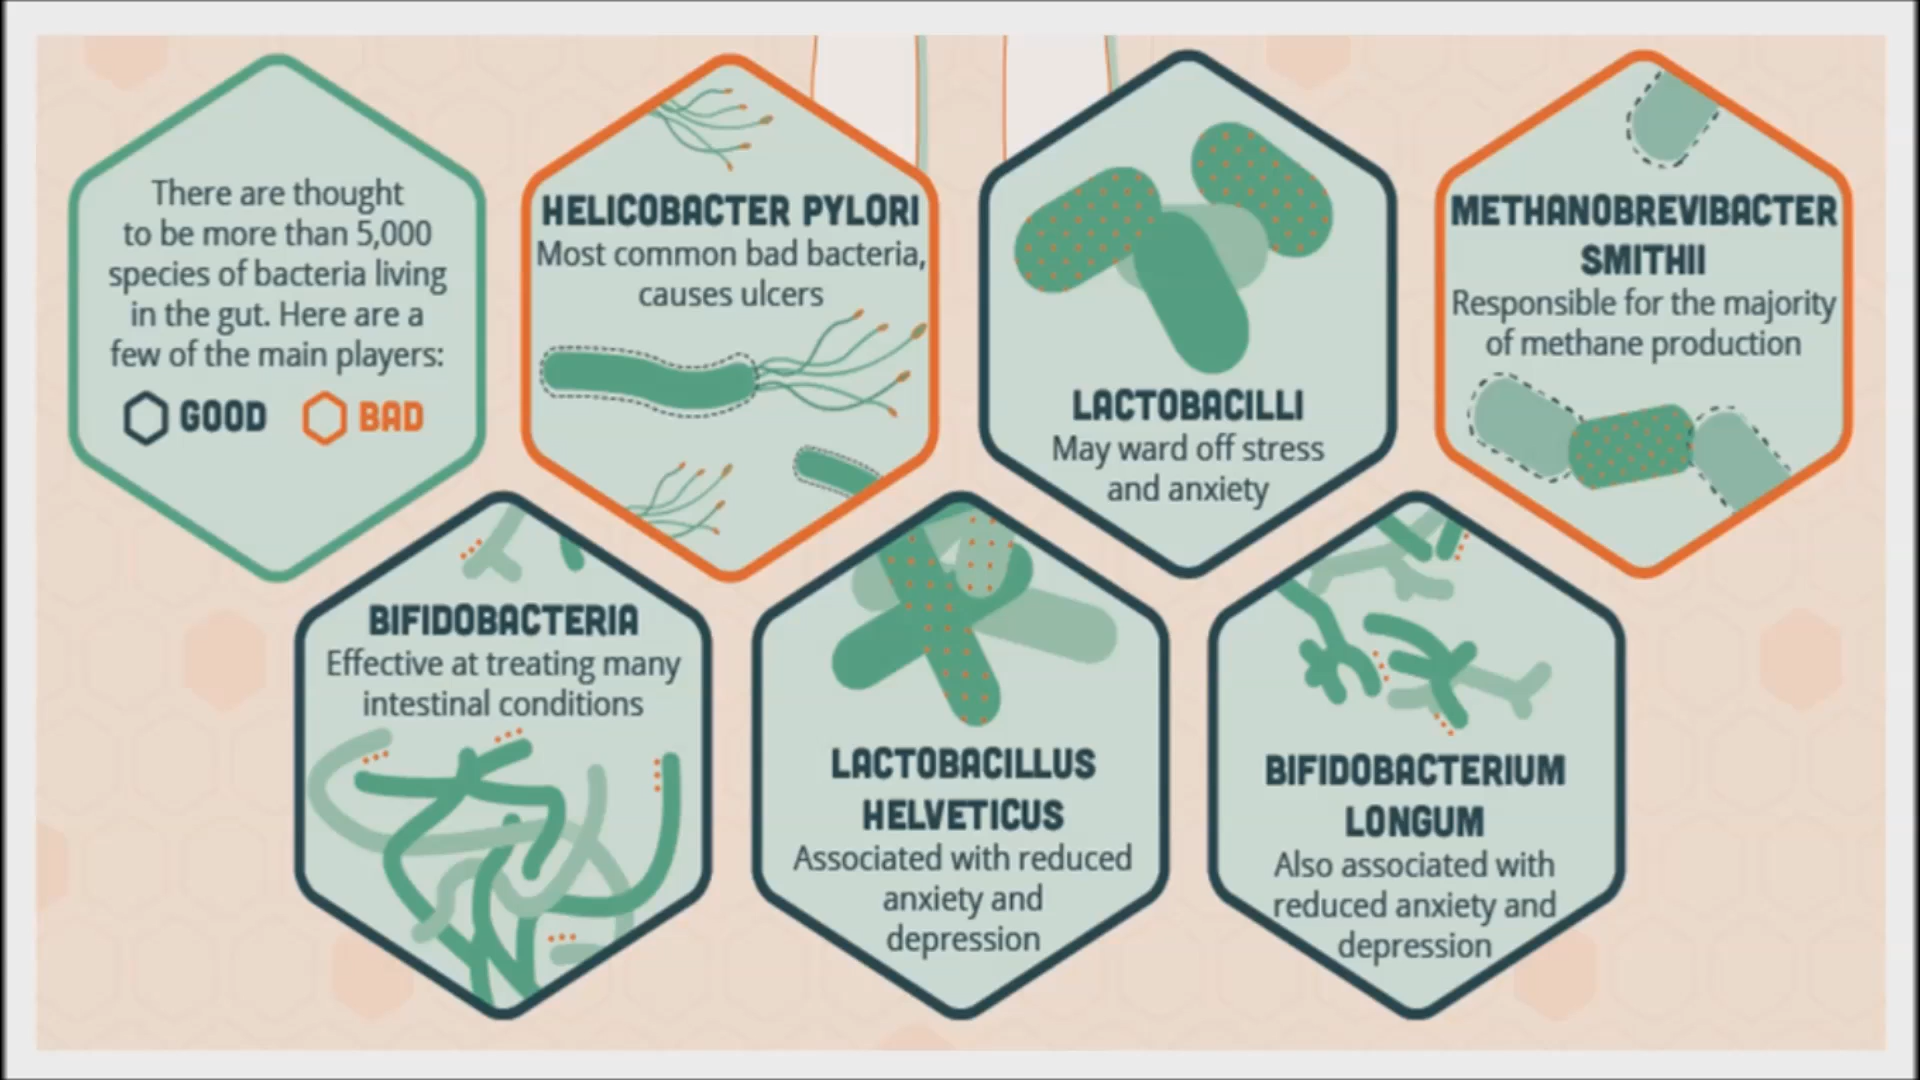 There are thought
to be more than 5,000
species of bacteria living
in the gut. Here are a
few of the main players:
GOOD BAD
HELICOBACTER PYLORI
Most common bad bacteria,
causes ulcers
LACTOBACILLI
May ward off stress
and anxiety
METHANOBREVIBACTER
SMITHII
Responsible for the majority
of methane production
BIFIDOBACTERIA
Effective at treating many
intestinal conditions
LACTOBACILLUS
HELVETICUS
Associated with reduced
anxiety and
depression
BIFIDOBACTERIUM
LONGUM
Also associated with
reduced anxiety and
depression